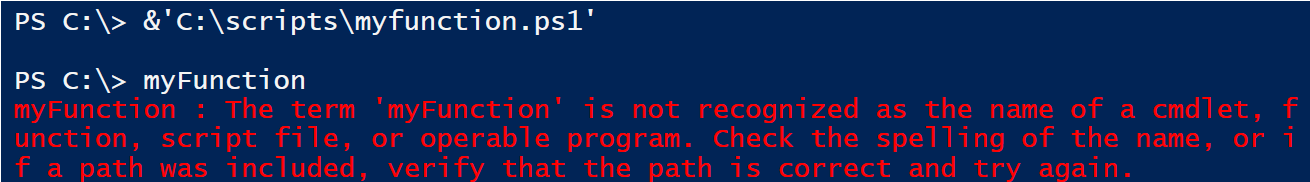 PS C:\> &'C:\scripts\myfunction.ps1'
PS C:\> myFunction
myFunction : The term 'myFunction' is not recognized as the name of a cmdlet, f
unction, script file, or operable program. Check the spelling of the name, or i
f a path was included, verify that the path is correct and try again.